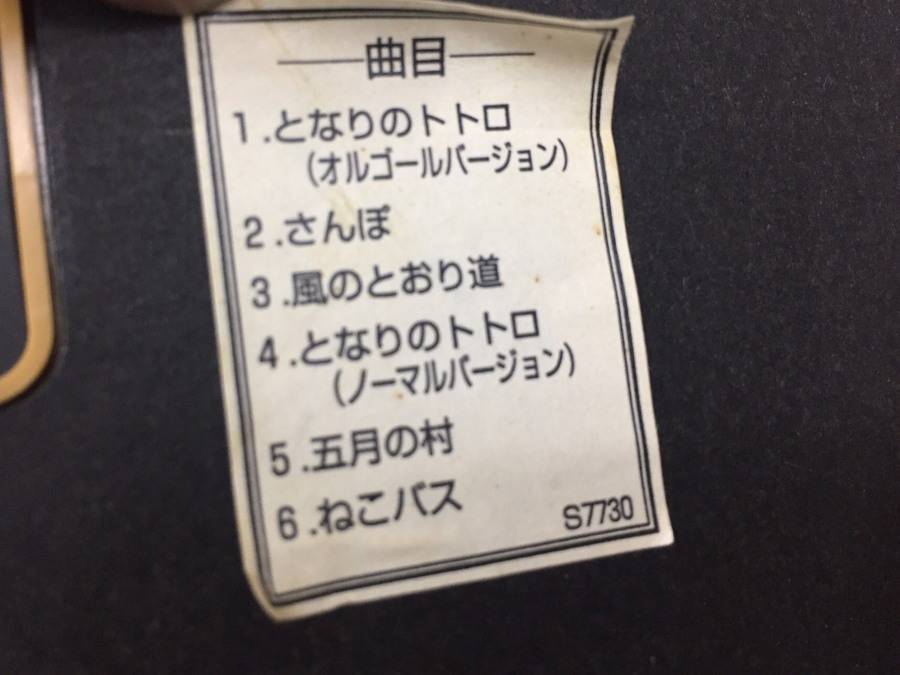 曲目
1.となりのトトロ
(オルゴールバージョン)
2.さんぽ
3.風のとおり道
4.となりのトトロ
(ノーマルバージョン)
5.五月の村
6.ねこバス
S7730